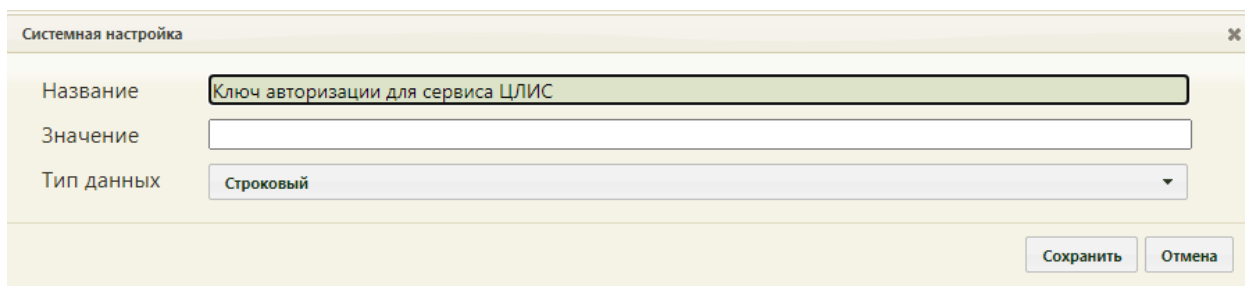 Системная настройка
Название Ключ авторизации для сервиса ЦЛИС
Значение
Тип данных Строковый
Сохранить Отмена